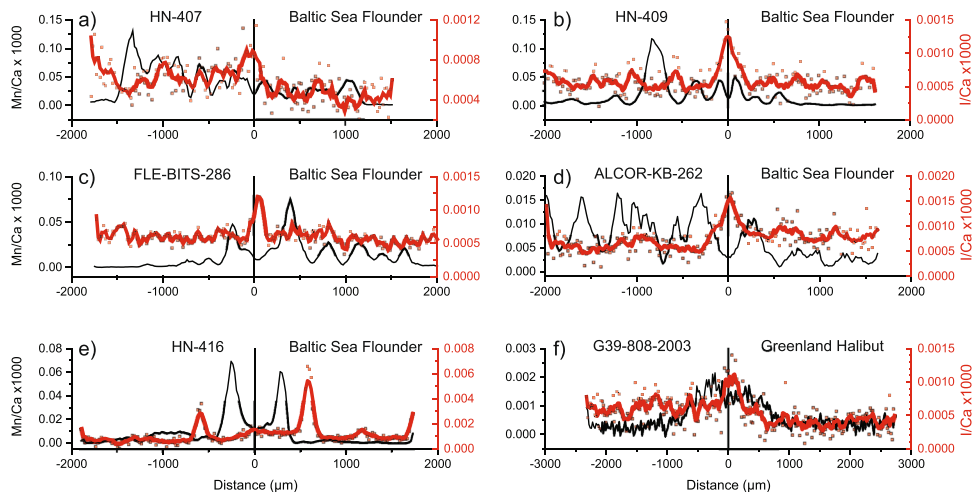 a) HN-407 Baltic Sea Flounder
Mn/Ca x 1000
0.15
0.10
0.05
0.00
0.0012
0.0008
0.0004
-2000 -1000 0 1000 2000
b) HN-409 Baltic Sea Flounder
0.15
0.10
0.05
0.00
0.0015
0.0010
0.0005
0.0000
I/Ca x1000
-2000 -1000 0 1000 2000
c) FLE-BITS-286 Baltic Sea Flounder
Mn/Ca x 1000
0.10
0.05
0.00
0.0015
0.0010
0.0005
0.0000
-2000 -1000 0 1000 2000
d) ALCOR-KB-262 Baltic Sea Flounder
0.020
0.015
0.010
0.005
0.000
0.0020
0.0015
0.0010
0.0005
0.0000
I/Ca x1000
-2000 -1000 0 1000 2000
e) HN-416 Baltic Sea Flounder
Mn/Ca x1000
0.08
0.06
0.04
0.02
0.00
0.008
0.006
0.004
0.002
0.000
-2000 -1000 0 1000 2000
Distance (µm)
f) G39-808-2003 Greenland Halibut
0.003
0.002
0.001
0.000
0.0015
0.0010
0.0005
0.0000
I/Ca x1000
-3000 -2000 -1000 0 1000 2000 3000
Distance (µm)